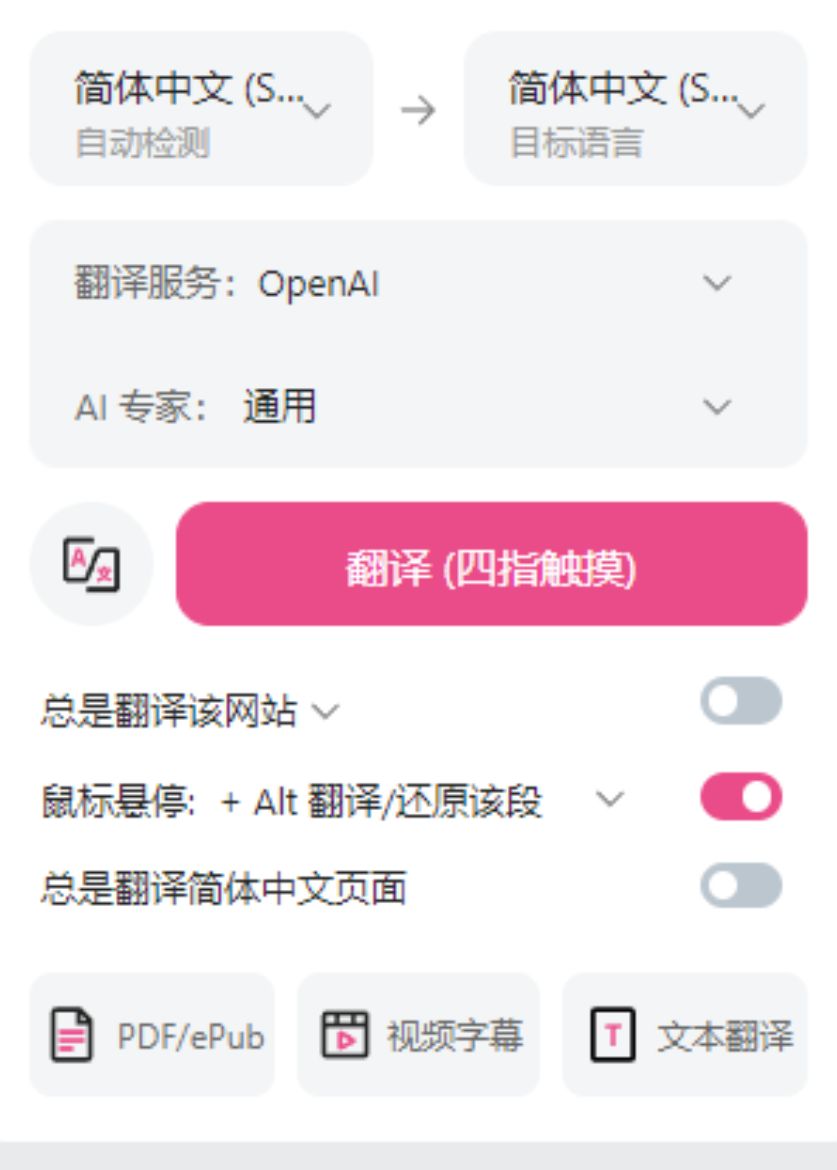 简体中文 (S...
自动检测
→
简体中文 (S...
目标语言
翻译服务：OpenAI
AI 专家： 通用
A/文
翻译 (四指触摸)
总是翻译该网站
鼠标悬停: + Alt 翻译/还原该段
总是翻译简体中文页面
PDF/ePub
视频字幕
T 文本翻译